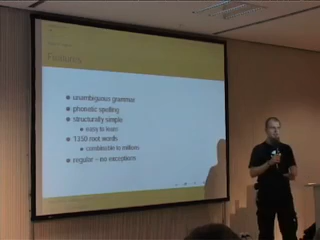 Features
unambiguous grammar
phonetic spelling
structurally simple
easy to learn
1350 root words
combinable to millions
regular - no exceptions